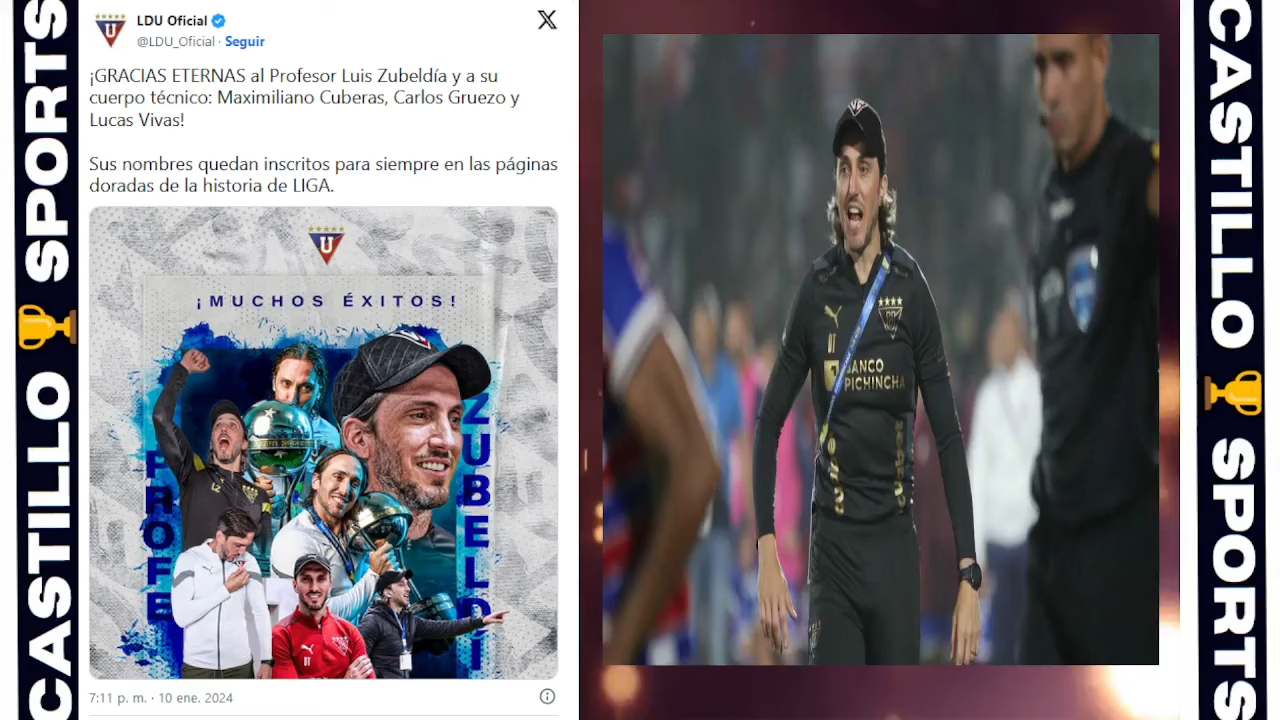 CASTILLO SPORTS
LDU Oficial
@LDU_Oficial · Seguir
¡GRACIAS ETERNAS al Profesor Luis Zubeldía y a su
cuerpo técnico: Maximiliano Cuberas, Carlos Gruezo y
Lucas Vivas!
Sus nombres quedan inscritos para siempre en las páginas
doradas de la historia de LIGA.
U
¡MUCHOS ÉXITOS!
PROFE
ZUBELDÍA
7:11 p. m. · 10 ene. 2024
DT
BANCO
PICHINCHA
CASTILLO SPORTS